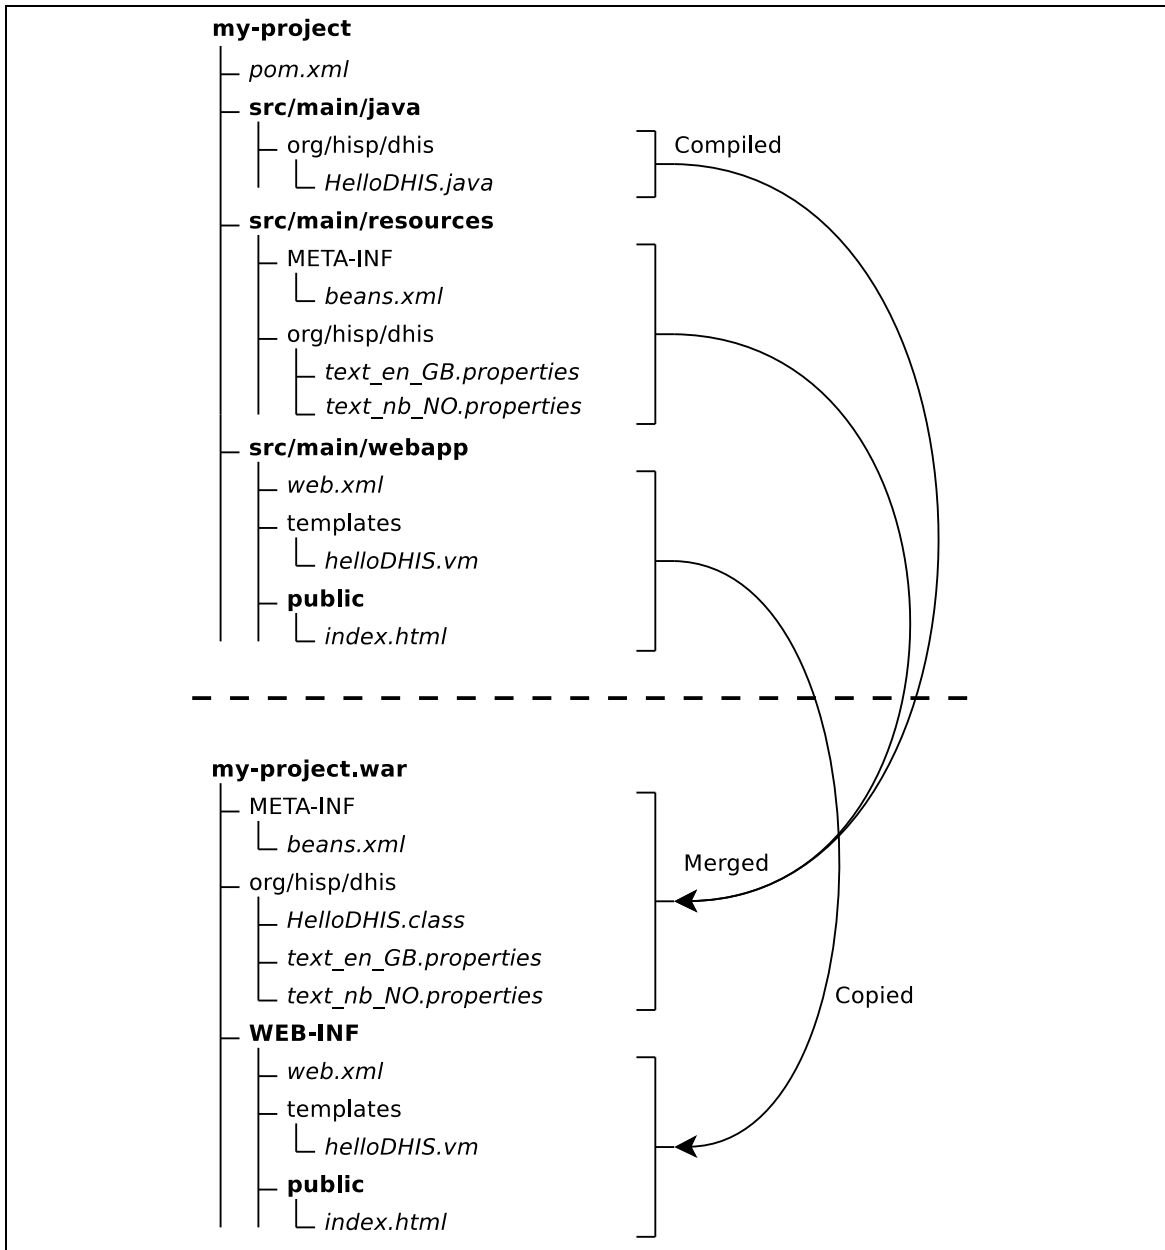 my-project
pom.xml
src/main/java
org/hisp/dhis
Compiled
HelloDHIS.java
src/main/resources
META-INF
beans.xml
org/hisp/dhis
text_en_GB.properties
text_nb_NO.properties
src/main/webapp
web.xml
templates
helloDHIS.vm
public
index.html
my-project.war
META-INF
beans.xml
Merged
org/hisp/dhis
HelloDHIS.class
text_en_GB.properties
text_nb_NO.properties
Copied
WEB-INF
web.xml
templates
helloDHIS.vm
public
index.html